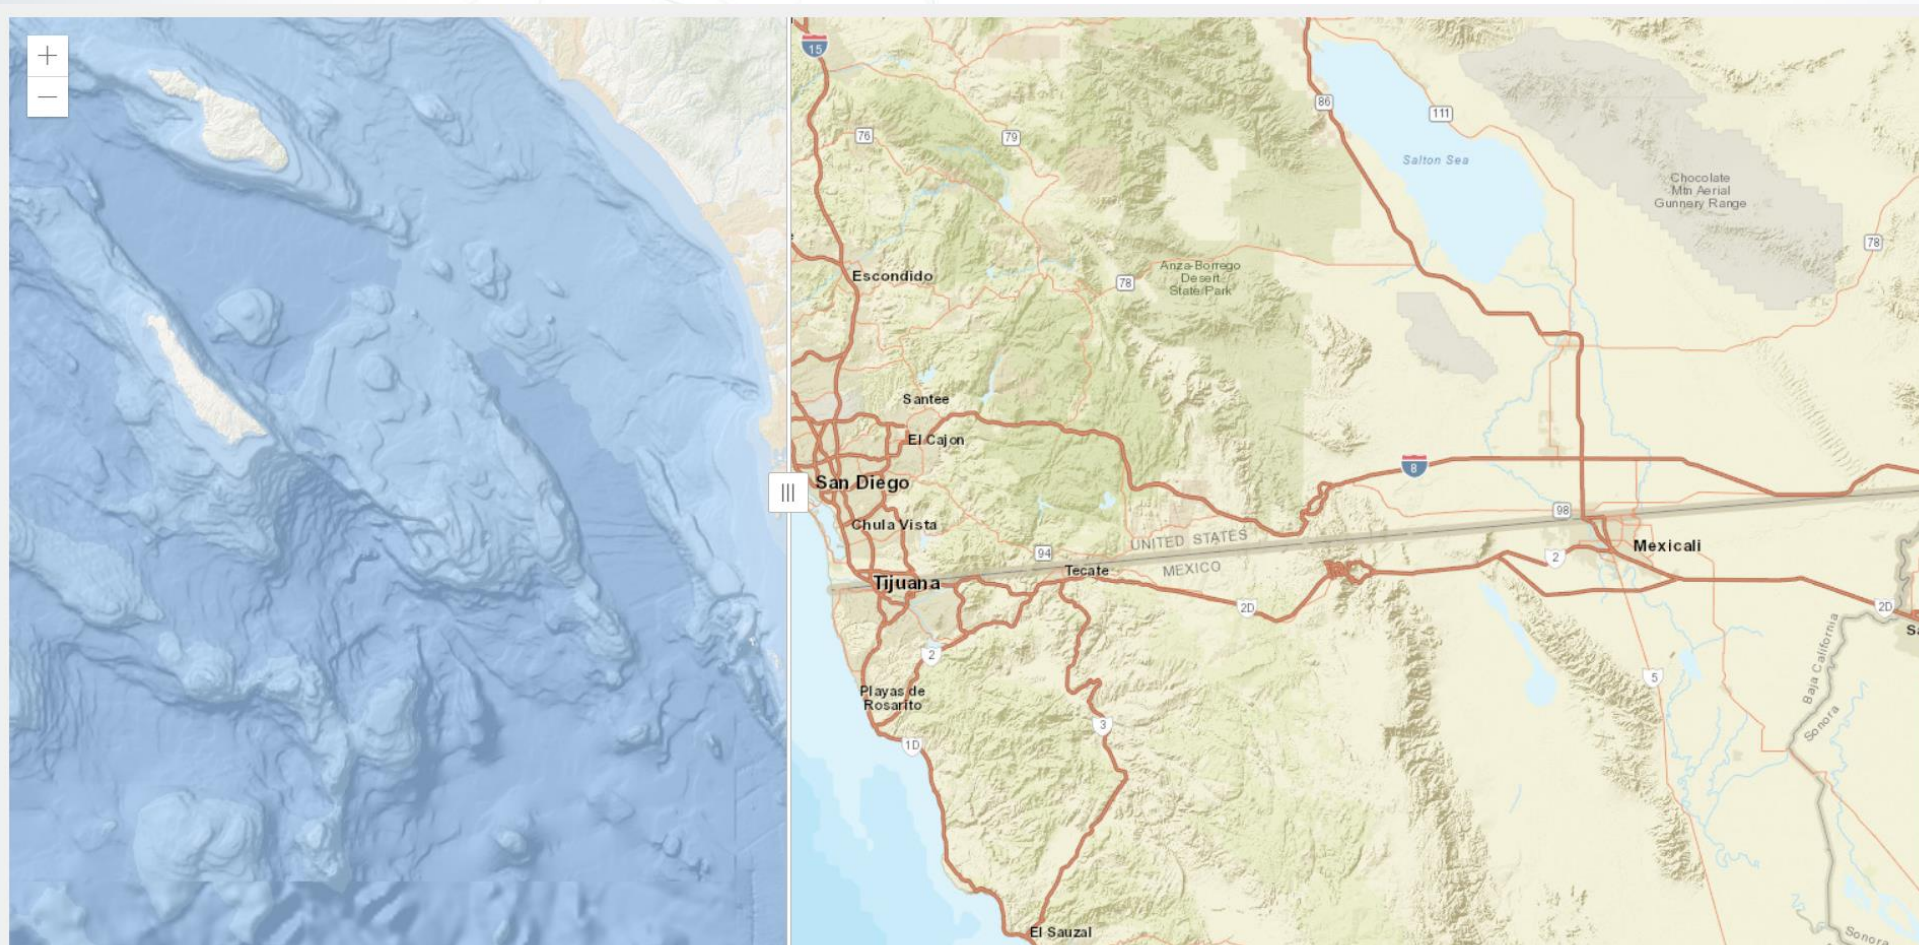 +
−
15
86
111
76
79
Salton Sea
Chocolate
Mtn Aerial
Gunnery Range
78
Escondido
Anza-Borrego
Desert
State Park
78
Santee
El Cajon
8
San Diego
98
Chula Vista
UNITED STATES
94
Mexicali
2
Tecate
MEXICO
Tijuana
2D
2D
Baja California
2
5
Playas de
Rosarito
Sonora
3
1D
El Sauzal
Sonora